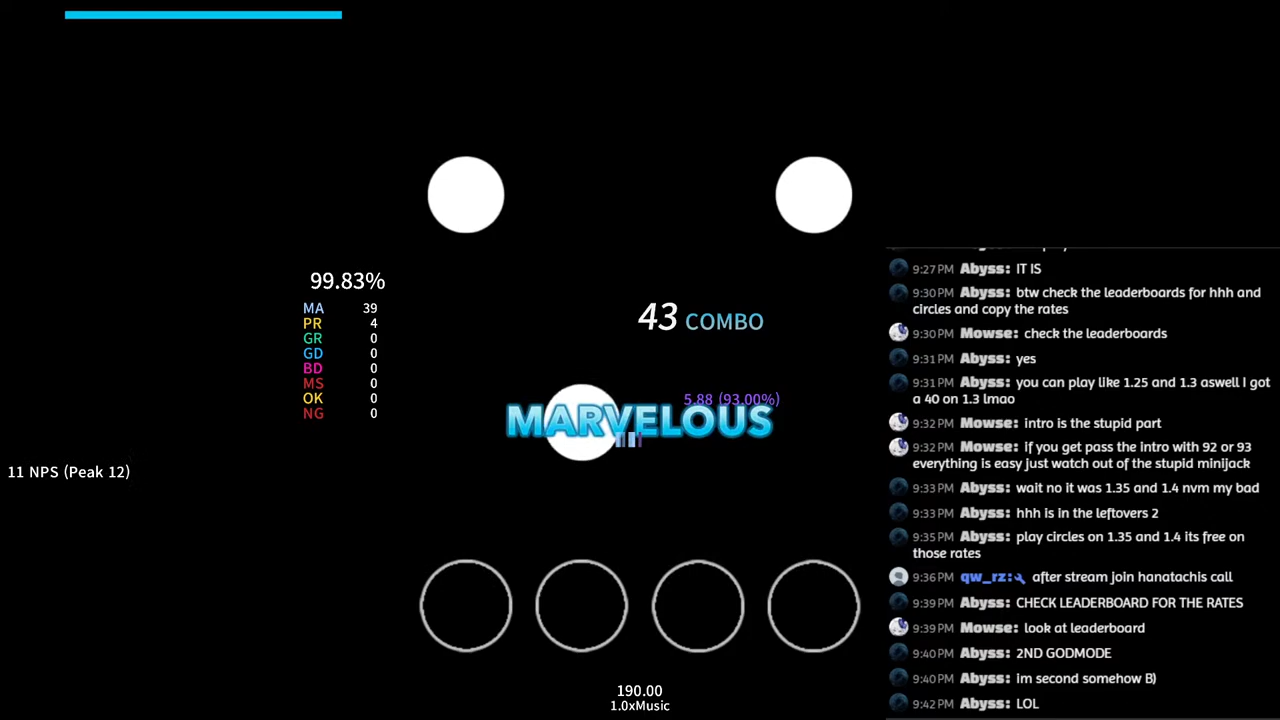 99.83%
MA 39
PR 4
GR 0
GD 0
BD 0
MS 0
OK 0
NG 0
11 NPS (Peak 12)
43 COMBO
5.88 (93.00%)
MARVELOUS
190.00
1.0xMusic
9:27 PM Abyss: IT IS
9:30 PM Abyss: btw check the leaderboards for hhh and
circles and copy the rates
9:30 PM Mowse: check the leaderboards
9:31 PM Abyss: yes
9:31 PM Abyss: you can play like 1.25 and 1.3 aswell I got
a 40 on 1.3 lmao
9:32 PM Mowse: intro is the stupid part
9:32 PM Mowse: if you get pass the intro with 92 or 93
everything is easy just watch out of the stupid minijack
9:33 PM Abyss: wait no it was 1.35 and 1.4 nvm my bad
9:33 PM Abyss: hhh is in the leftovers 2
9:35 PM Abyss: play circles on 1.35 and 1.4 its free on
those rates
9:36 PM qw_rz: after stream join hanatachis call
9:39 PM Abyss: CHECK LEADERBOARD FOR THE RATES
9:39 PM Mowse: look at leaderboard
9:40 PM Abyss: 2ND GODMODE
9:40 PM Abyss: im second somehow B)
9:42 PM Abyss: LOL